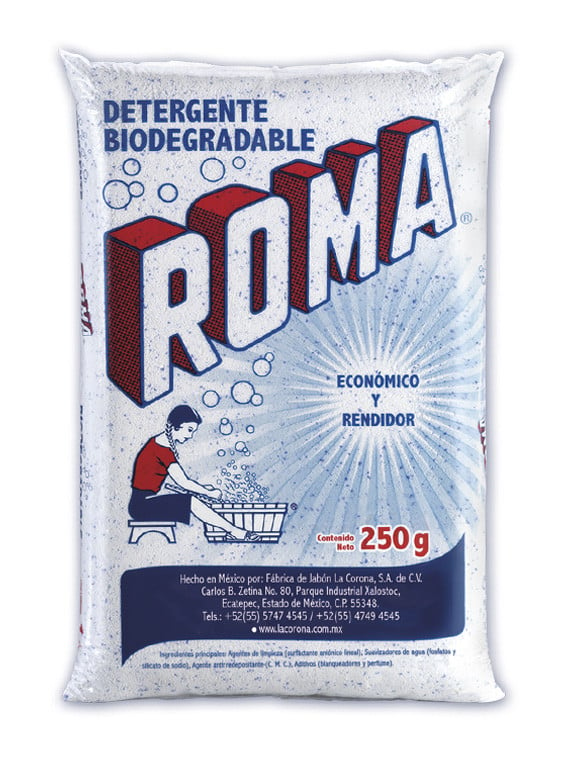 DETERGENTE
BIODEGRADABLE
ROMA®
ECONÓMICO
Y
RENDIDOR
®
Contenido
Neto 250 g
Hecho en México por: Fábrica de Jabón La Corona, S.A. de C.V.
Carlos B. Zetina No. 80, Parque Industrial Xalostoc,
Ecatepec, Estado de México, C.P. 55348.
Tels.: +52(55) 5747 4545 / +52(55) 4749 4545
• www.lacorona.com.mx
Ingredientes principales: Agentes de limpieza (surfactante aniónico lineal), Suavizadores de agua (fosfatos y
silicato de sodio), Agente antirredepositante (C. M. C.), Aditivos (blanqueadores y perfume).